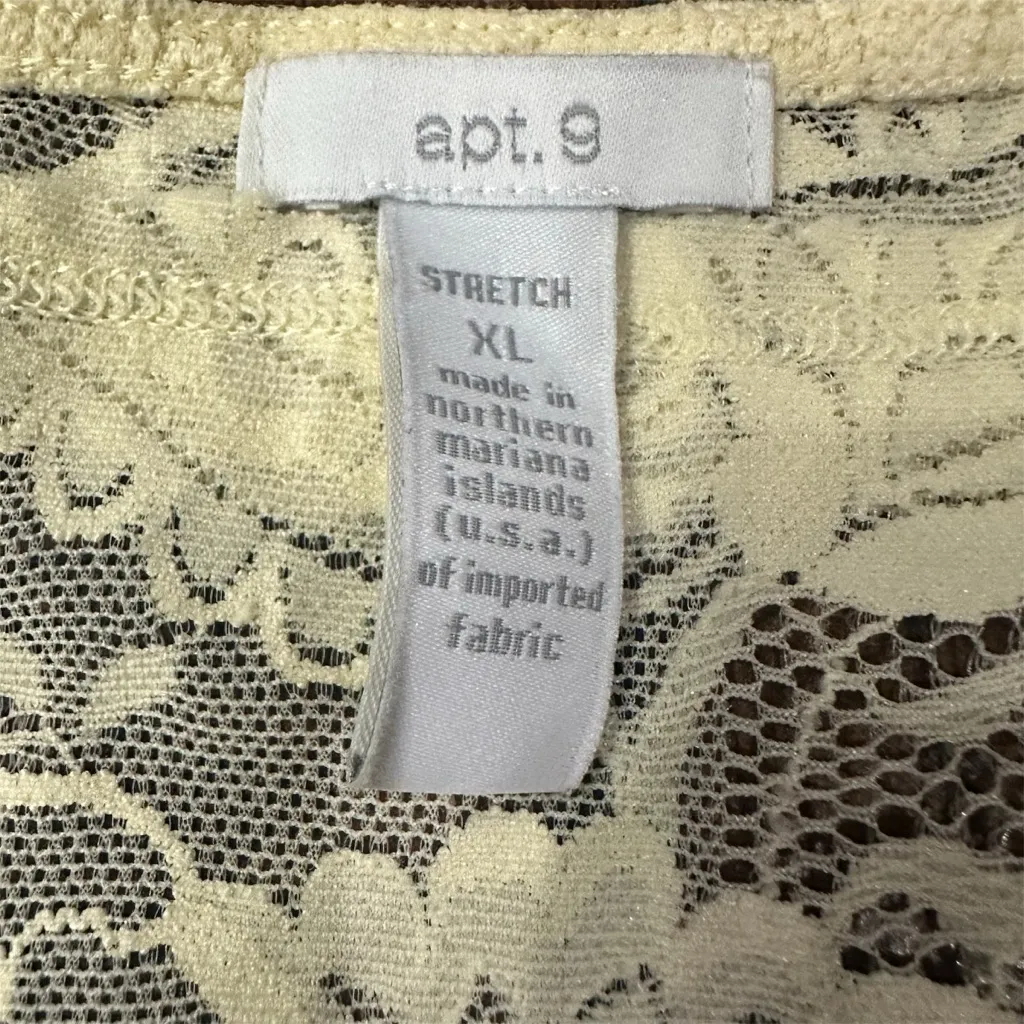 apt. 9
STRETCH
XL
made in
northern
mariana
islands
(u.s.a.)
of imported
fabric